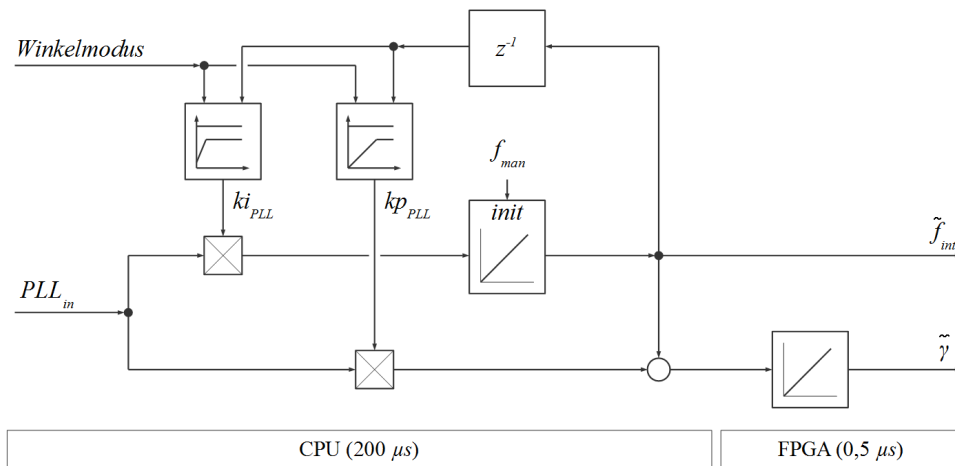 Winkelmodus
z⁻¹
f_man
ki_PLL
kp_PLL
init
f̃_int
PLL_in
γ̃̃
CPU (200 µs)
FPGA (0,5 µs)